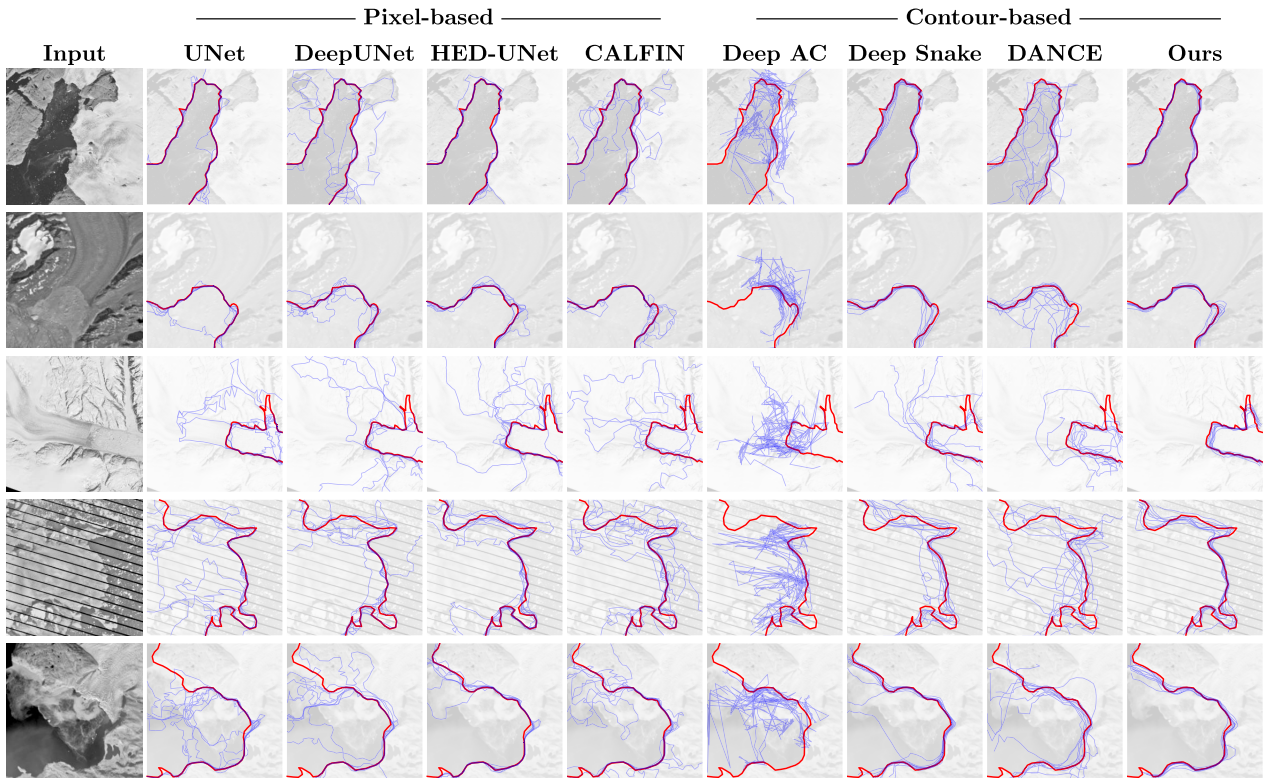 Pixel-based Contour-based
Input UNet DeepUNet HED-UNet CALFIN Deep AC Deep Snake DANCE Ours